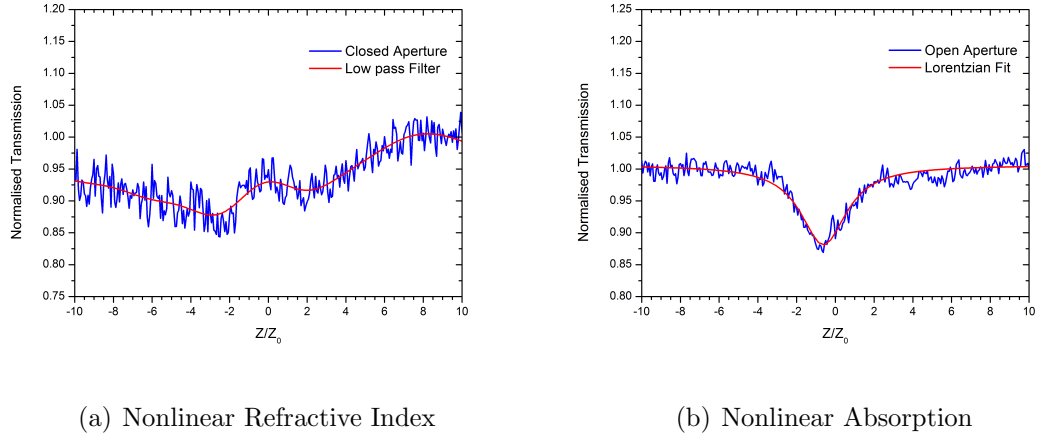 1.20
1.15
1.10
1.05
1.00
0.95
0.90
0.85
0.80
0.75
Normalised Tansmission
Closed Aperture
Low pass Filter
-10 -8 -6 -4 -2 0 2 4 6 8 10
Z/Z0
(a) Nonlinear Refractive Index
1.25
1.20
1.15
1.10
1.05
1.00
0.95
0.90
0.85
0.80
Normalised Transmission
Open Aperture
Lorentzian Fit
-10 -8 -6 -4 -2 0 2 4 6 8 10
Z/Z0
(b) Nonlinear Absorption